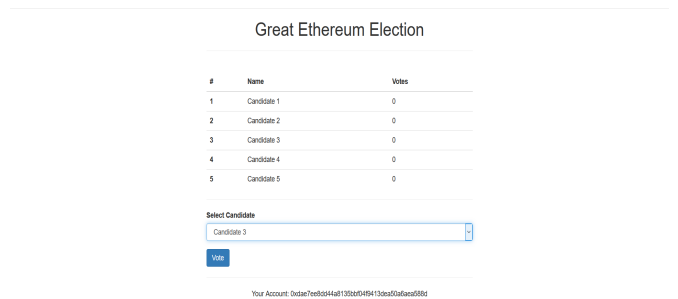 Great Ethereum Election
# Name Votes
1 Candidate 1 0
2 Candidate 2 0
3 Candidate 3 0
4 Candidate 4 0
5 Candidate 5 0
Select Candidate
Candidate 3
Vote
Your Account: